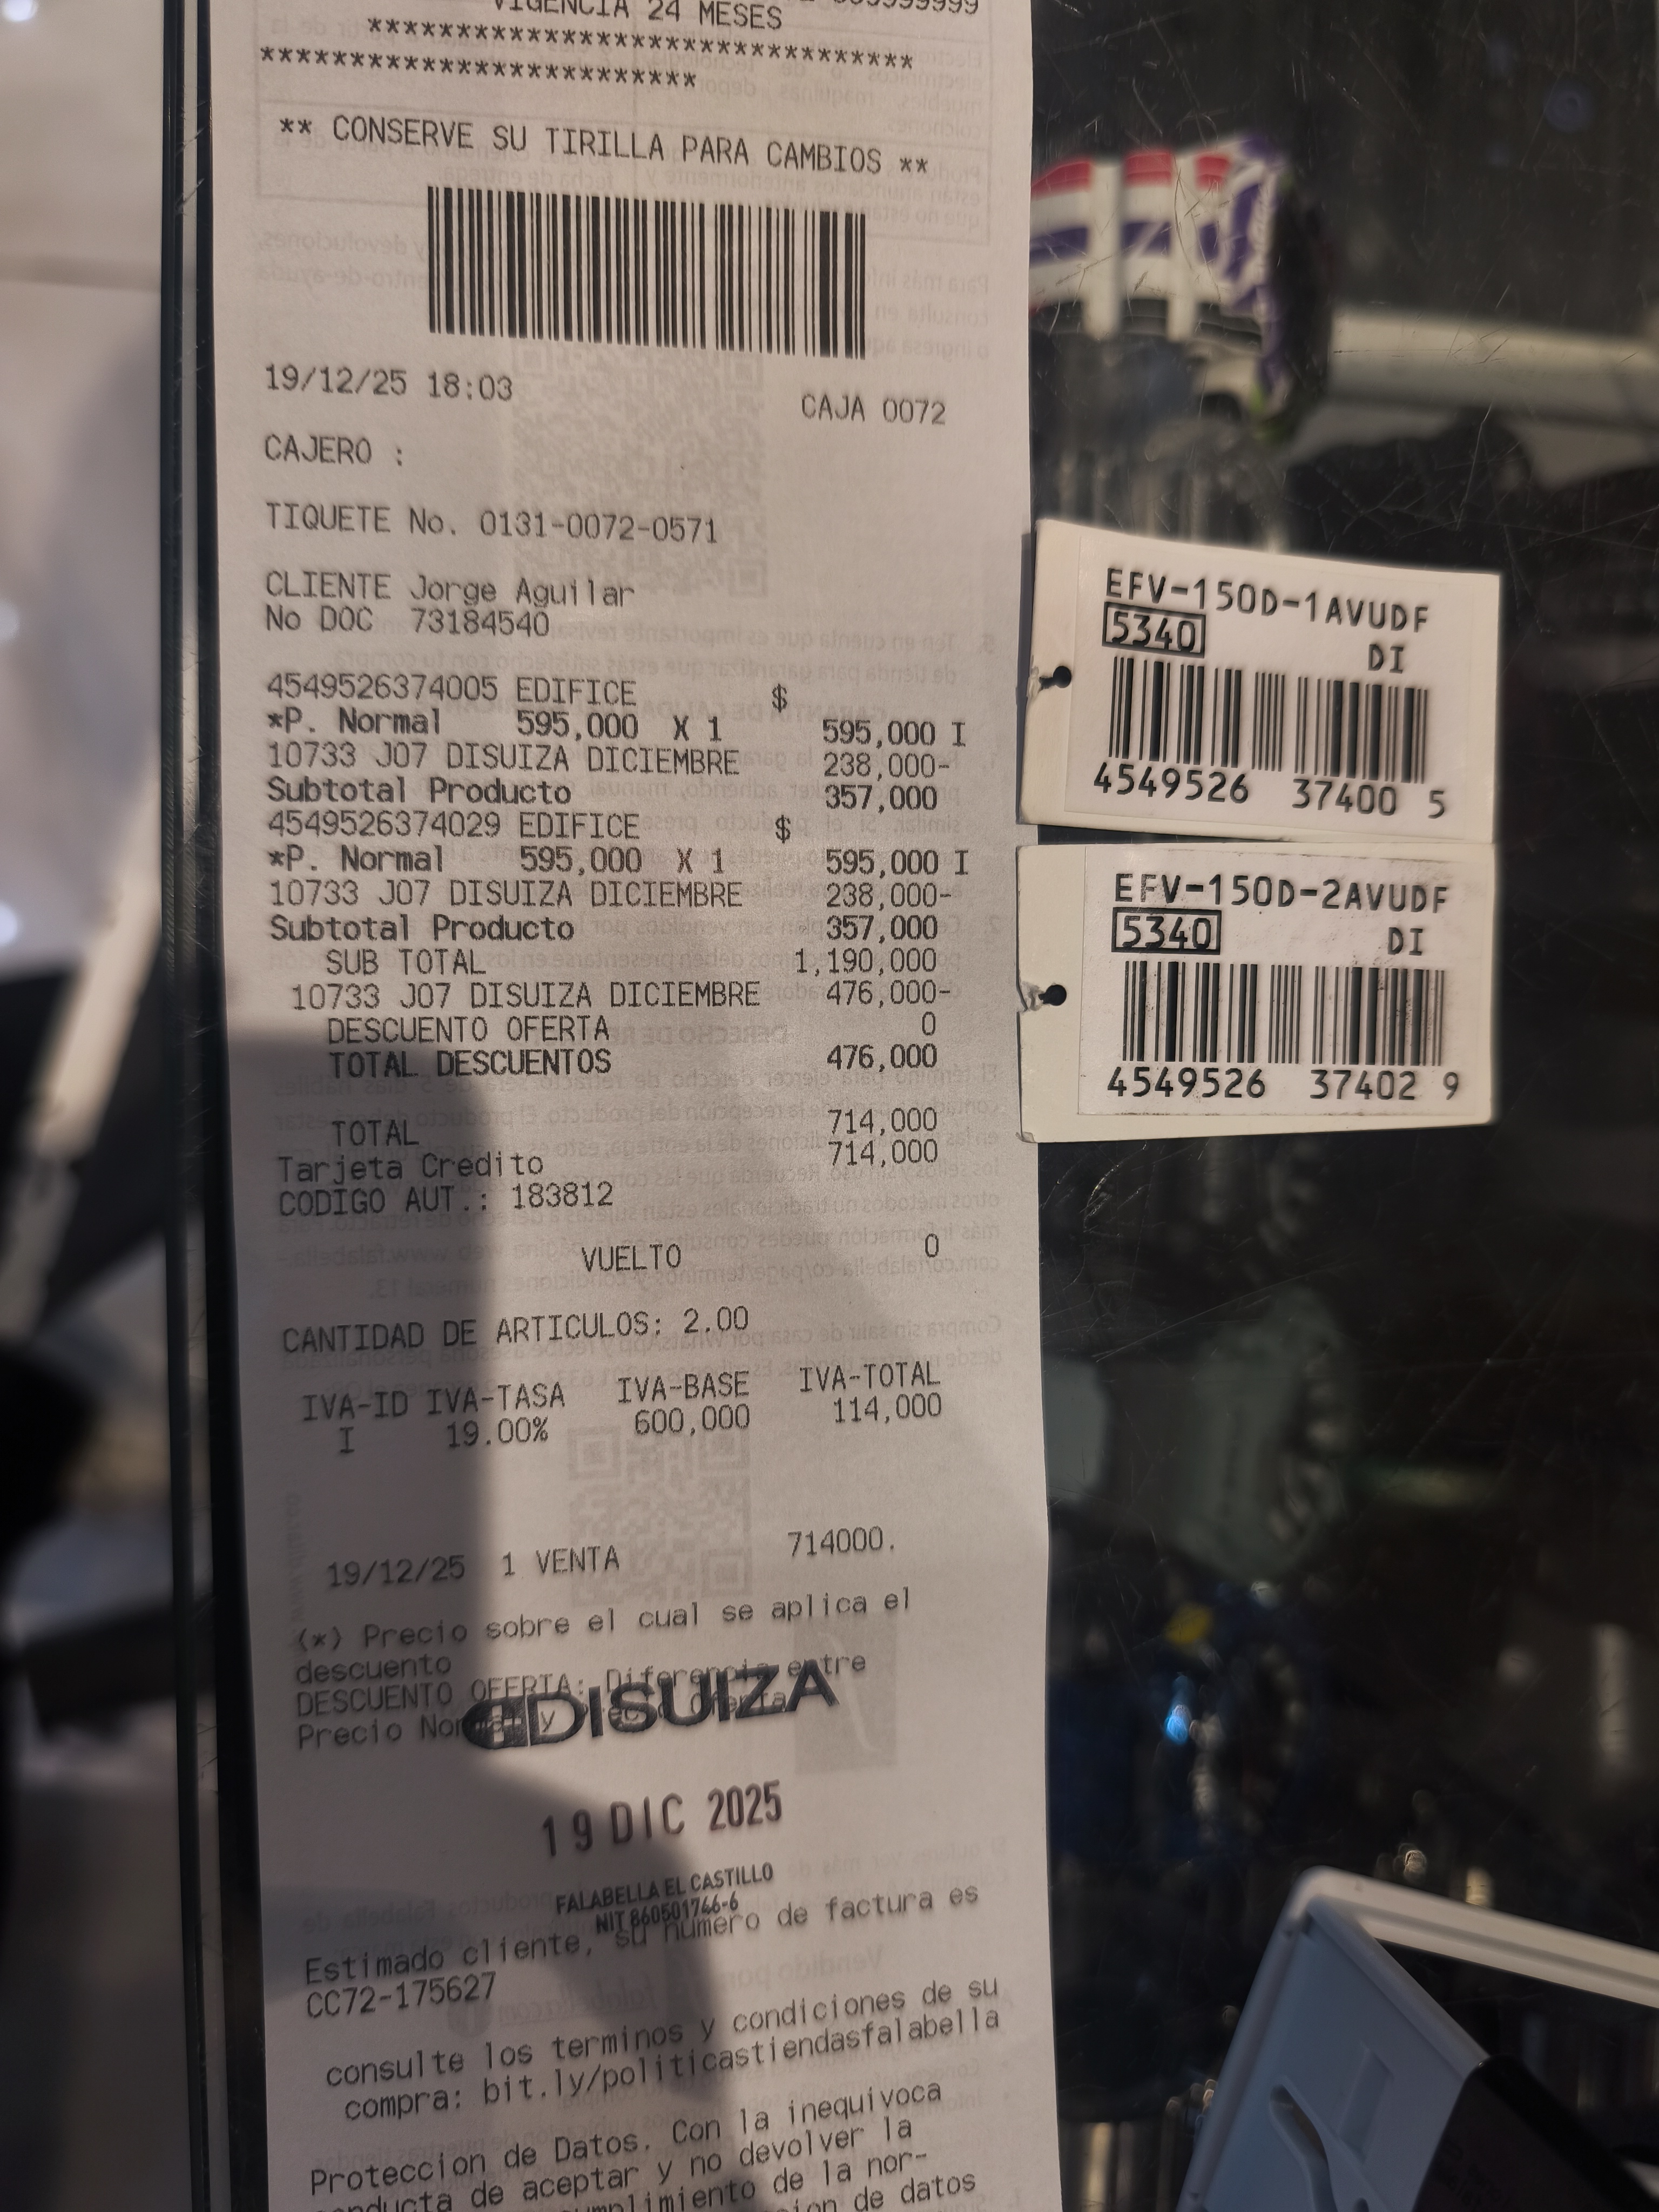 VIGENCIA 24 MESES
*******************************
*************************
** CONSERVE SU TIRILLA PARA CAMBIOS **
19/12/25 18:03 CAJA 0072
CAJERO :
TIQUETE No. 0131-0072-0571
CLIENTE Jorge Aguilar
No DOC 73184540
4549526374005 EDIFICE $
*P. Normal 595,000 X 1 595,000 I
10733 J07 DISUIZA DICIEMBRE 238,000-
Subtotal Producto 357,000
4549526374029 EDIFICE $
*P. Normal 595,000 X 1 595,000 I
10733 J07 DISUIZA DICIEMBRE 238,000-
Subtotal Producto 357,000
SUB TOTAL 1,190,000
10733 J07 DISUIZA DICIEMBRE 476,000-
DESCUENTO OFERTA 0
TOTAL DESCUENTOS 476,000
TOTAL 714,000
Tarjeta Credito 714,000
CODIGO AUT.: 183812
VUELTO 0
CANTIDAD DE ARTICULOS: 2.00
IVA-ID IVA-TASA IVA-BASE IVA-TOTAL
I 19.00% 600,000 114,000
19/12/25 1 VENTA 714000.
(*) Precio sobre el cual se aplica el
descuento
DESCUENTO OFERTA: Diferencia entre
Precio Normal y
DISUIZA
19 DIC 2025
FALABELLA EL CASTILLO
NIT 860501746-6
Estimado cliente, su numero de factura es
CC72-175627
consulte los terminos y condiciones de su
compra: bit.ly/politicastiendasfalabella
Proteccion de Datos. Con la inequivoca
conducta de aceptar y no devolver la
cumplimiento de la nor-
de datos
EFV-150D-1AVUDF
5340
DI
4549526 37400 5
EFV-150D-2AVUDF
5340
DI
4549526 37402 9